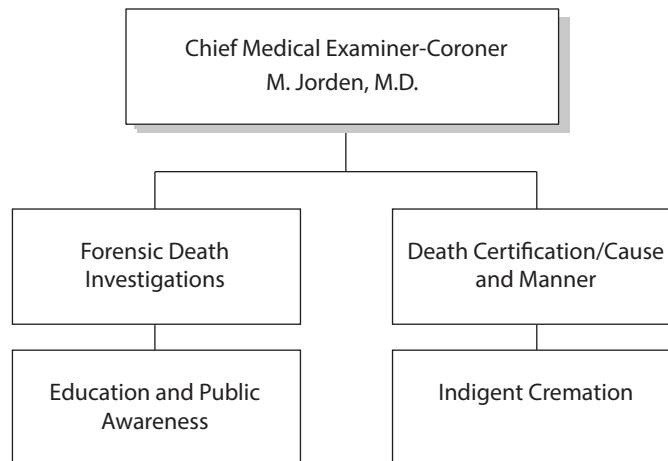 Chief Medical Examiner-Coroner
M. Jorden, M.D.
Forensic Death
Investigations
Death Certification/Cause
and Manner
Education and Public
Awareness
Indigent Cremation